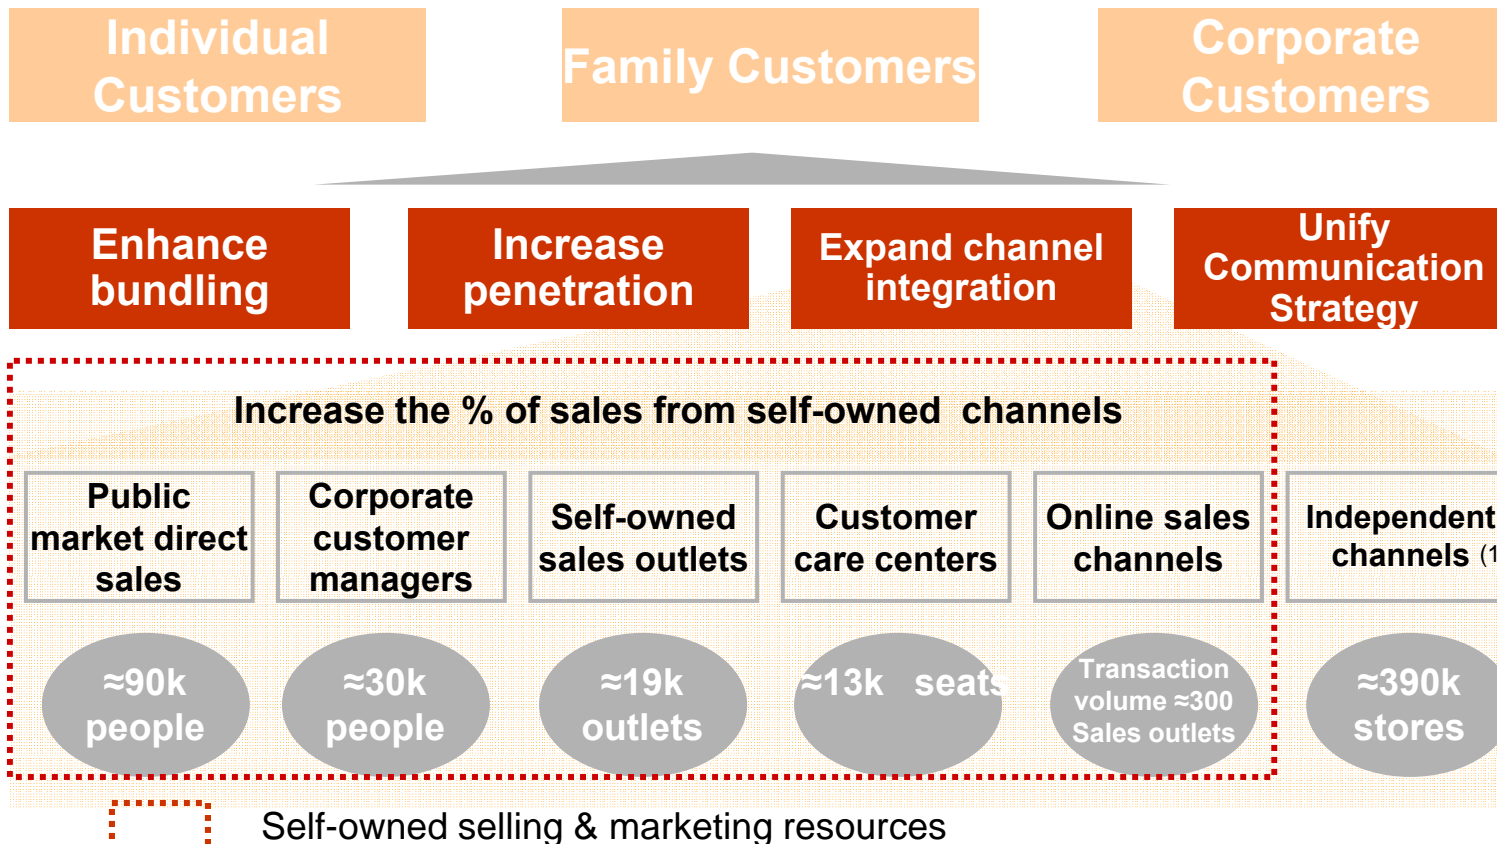 Individual
Customers
Family Customers
Corporate
Customers
Enhance
bundling
Increase
penetration
Expand channel
integration
Unify
Communication
Strategy
Increase the % of sales from self-owned channels
Public
market direct
sales
Corporate
customer
managers
Self-owned
sales outlets
Customer
care centers
Online sales
channels
Independent
channels (1
≈90k
people
≈30k
people
≈19k
outlets
≈13k seats
Transaction
volume ≈300
Sales outlets
≈390k
stores
Self-owned selling & marketing resources